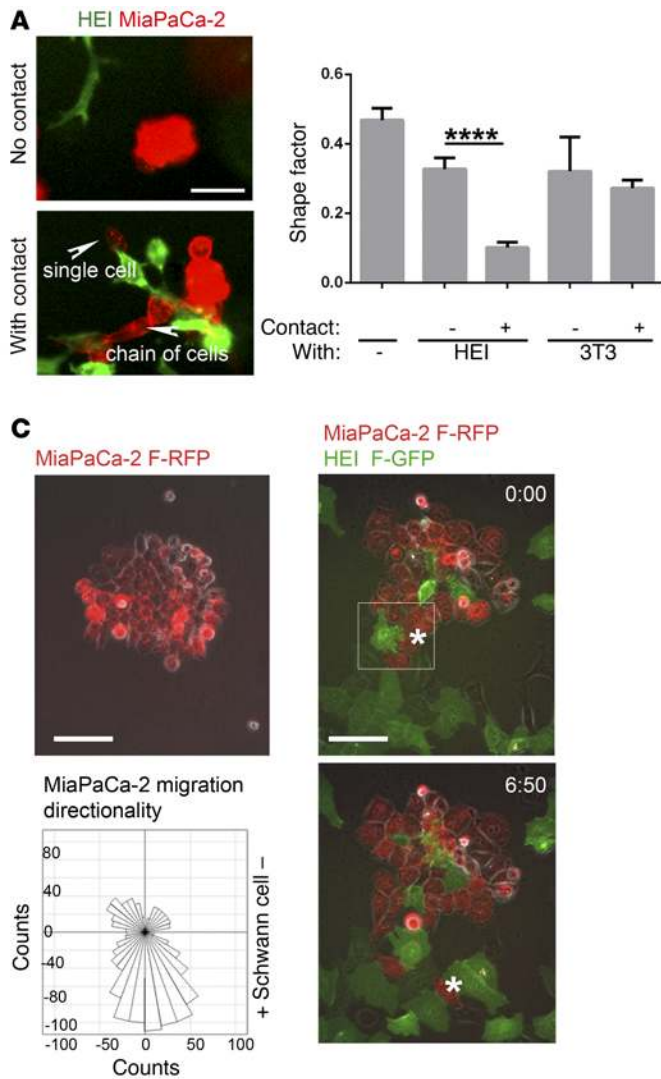 A
HEI MiaPaCa-2
No contact
With contact
single cell
chain of cells
Shape factor
0.6
0.4
0.2
0.0
****
Contact: - + - +
With: - HEI 3T3
C
MiaPaCa-2 F-RFP
MiaPaCa-2 F-RFP
HEI F-GFP
0:00
*
6:50
*
MiaPaCa-2 migration
directionality
Counts
80
40
0
-40
-80
-100
-100 -50 0 50 100
Counts
+ Schwann cell –